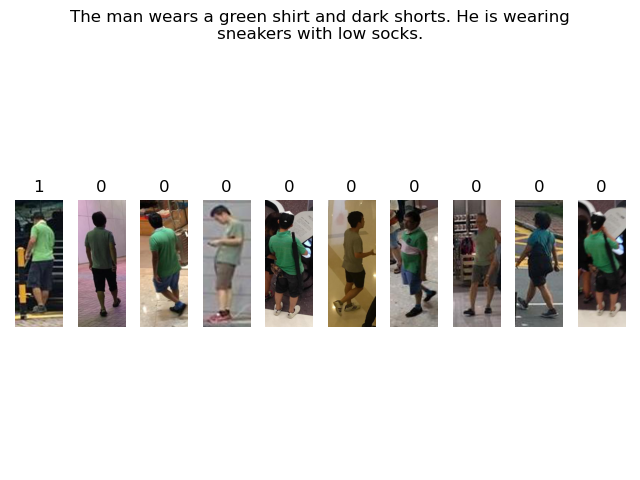 The man wears a green shirt and dark shorts. He is wearing
sneakers with low socks.
1 0 0 0 0 0 0 0 0 0